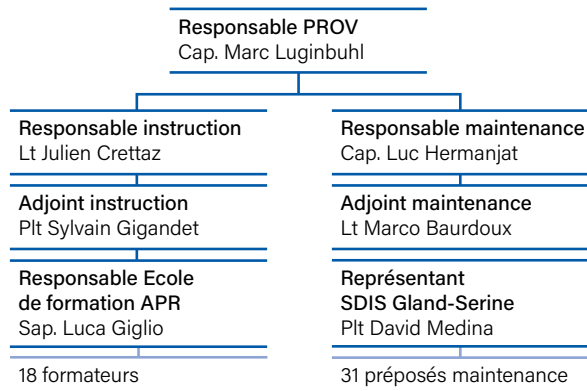 Responsable PROV
Cap. Marc Luginbuhl
Responsable instruction
Lt Julien Crettaz
Adjoint instruction
Plt Sylvain Gigandet
Responsable Ecole
de formation APR
Sap. Luca Giglio
18 formateurs
Responsable maintenance
Cap. Luc Hermanjat
Adjoint maintenance
Lt Marco Baurdoux
Représentant
SDIS Gland-Serine
Plt David Medina
31 préposés maintenance